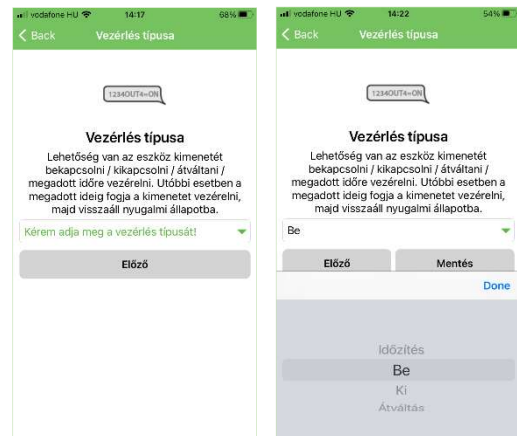 vodafone HU 14:17 68%
Back Vezérlés típusa
1234OUT4=ON
Vezérlés típusa
Lehetőség van az eszköz kimenetét
bekapcsolni / kikapcsolni / átváltani /
megadott időre vezérelni. Utóbbi esetben a
megadott ideig fogja a kimenetet vezérelni,
majd visszaáll nyugalmi állapotba.
Kérem adja meg a vezérlés típusát!
Előző
vodafone HU 14:22 54%
Back Vezérlés típusa
1234OUT4=ON
Vezérlés típusa
Lehetőség van az eszköz kimenetét
bekapcsolni / kikapcsolni / átváltani /
megadott időre vezérelni. Utóbbi esetben a
megadott ideig fogja a kimenetet vezérelni,
majd visszaáll nyugalmi állapotba.
Be
Előző Mentés
Done
Időzítés
Be
Ki
Átváltás